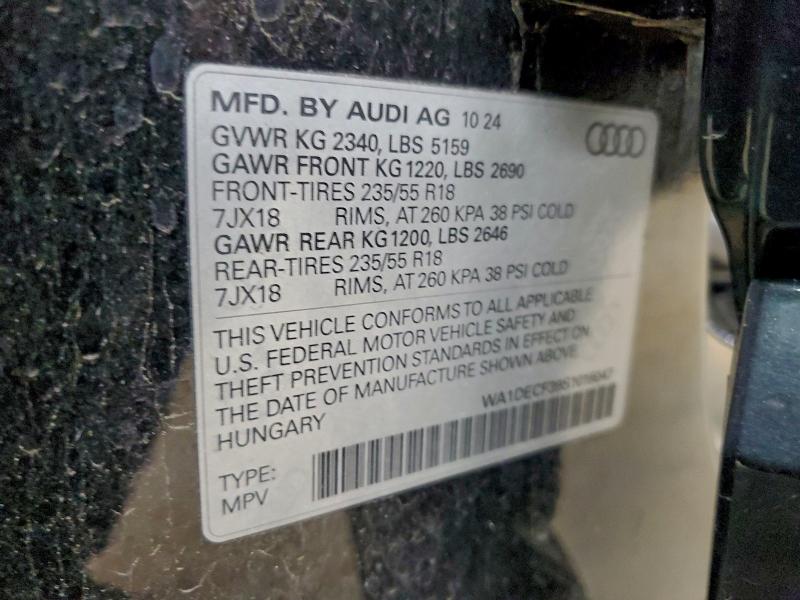 MFD. BY AUDI AG 10 24
GVWR KG 2340, LBS 5159
GAWR FRONT KG 1220, LBS 2690
FRONT-TIRES 235/55 R18
7JX18 RIMS, AT 260 KPA 38 PSI COLD
GAWR REAR KG1200, LBS 2646
REAR-TIRES 235/55 R18
7JX18 RIMS, AT 260 KPA 38 PSI COLD
THIS VEHICLE CONFORMS TO ALL APPLICABLE
U.S. FEDERAL MOTOR VEHICLE SAFETY AND
THEFT PREVENTION STANDARDS IN EFFECT ON
THE DATE OF MANUFACTURE SHOWN ABOVE.
HUNGARY
TYPE:
MPV